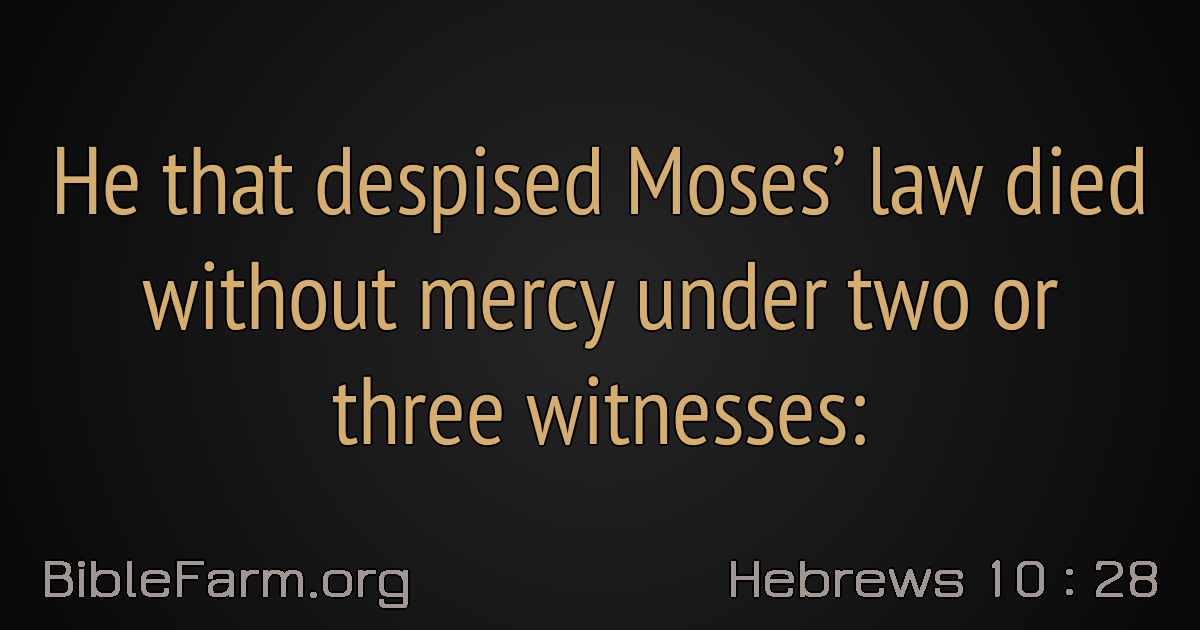 He that despised Moses’ law died
without mercy under two or
three witnesses:
BibleFarm.org
Hebrews 10 : 28